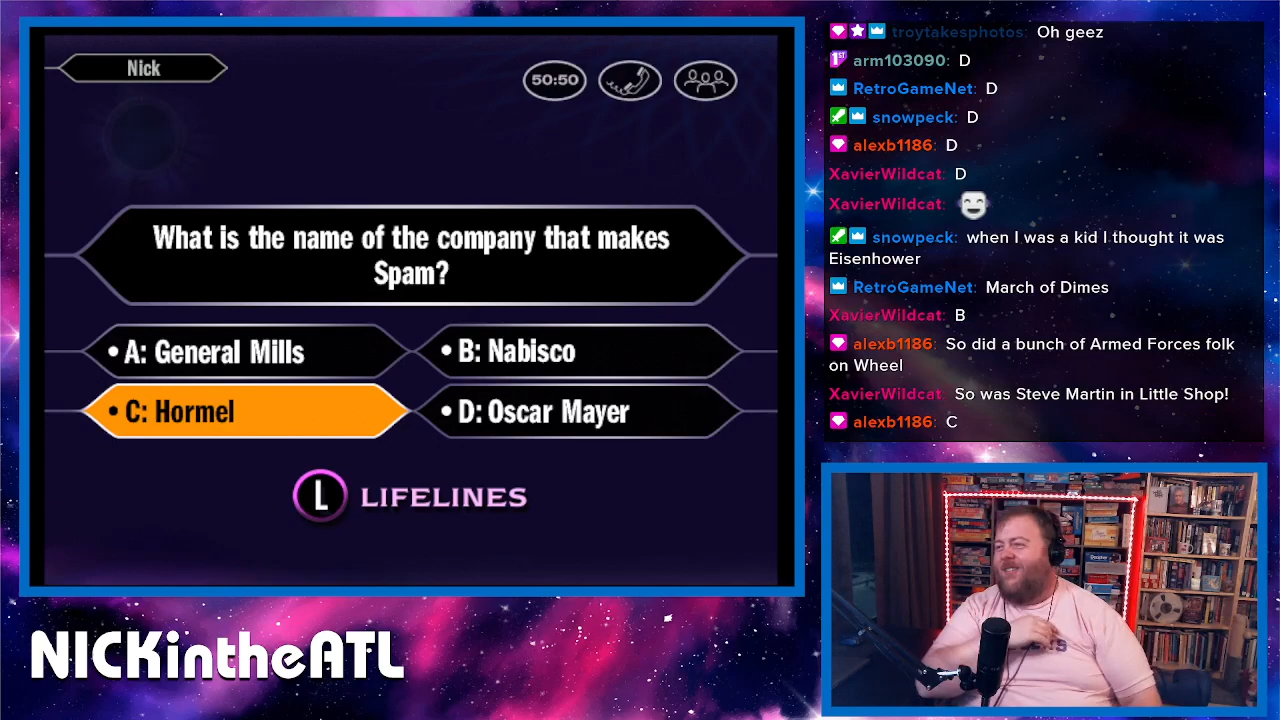 Nick
50:50
What is the name of the company that makes
Spam?
• A: General Mills
• B: Nabisco
• C: Hormel
• D: Oscar Mayer
L LIFELINES
NICKintheATL
troytakesphotos: Oh geez
1ST arm103090: D
RetroGameNet: D
snowpeck: D
alexb1186: D
XavierWildcat: D
XavierWildcat:
snowpeck: when I was a kid I thought it was
Eisenhower
RetroGameNet: March of Dimes
XavierWildcat: B
alexb1186: So did a bunch of Armed Forces folk
on Wheel
XavierWildcat: So was Steve Martin in Little Shop!
alexb1186: C